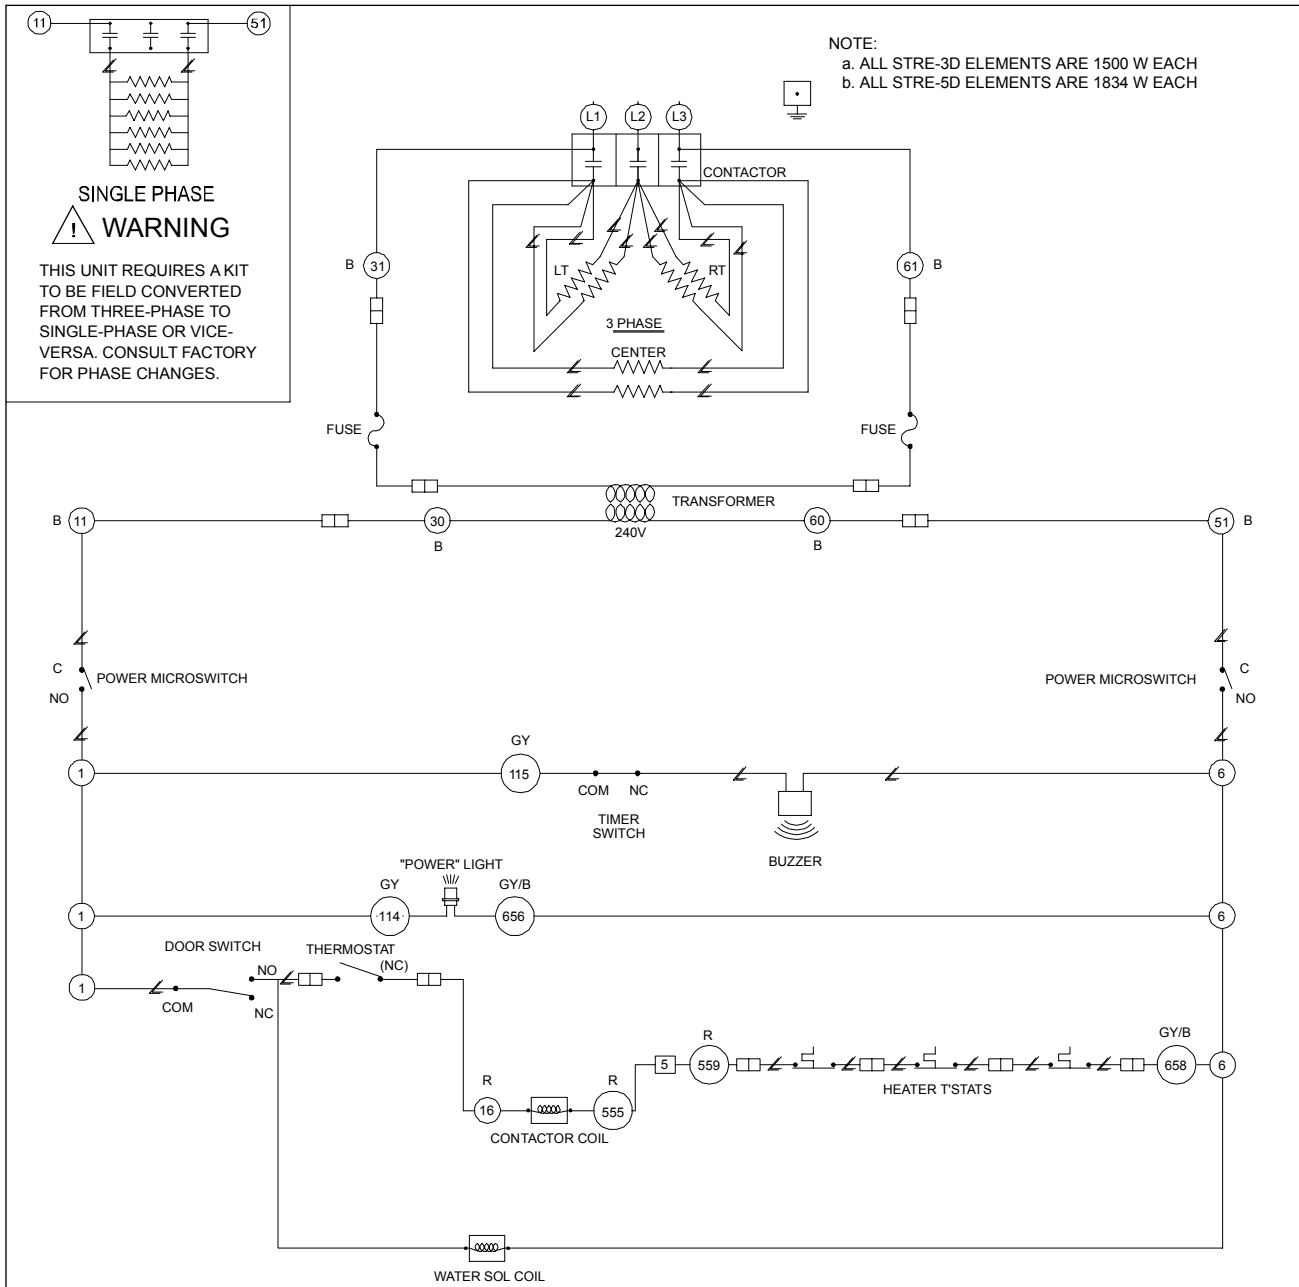 11
51
SINGLE PHASE
! WARNING
THIS UNIT REQUIRES A KIT
TO BE FIELD CONVERTED
FROM THREE-PHASE TO
SINGLE-PHASE OR VICE-
VERSA. CONSULT FACTORY
FOR PHASE CHANGES.
NOTE:
a. ALL STRE-3D ELEMENTS ARE 1500 W EACH
b. ALL STRE-5D ELEMENTS ARE 1834 W EACH
L1
L2
L3
CONTACTOR
B
31
61
B
LT
RT
3 PHASE
CENTER
FUSE
FUSE
TRANSFORMER
B
11
30
B
240V
60
B
51
B
C
NO
POWER MICROSWITCH
POWER MICROSWITCH
C
NO
1
GY
115
COM
NC
TIMER
SWITCH
BUZZER
6
"POWER" LIGHT
1
GY
114
GY/B
656
6
DOOR SWITCH
THERMOSTAT
(NC)
NO
1
COM
NC
5
R
559
HEATER T'STATS
GY/B
658
6
R
16
R
555
CONTACTOR COIL
WATER SOL COIL